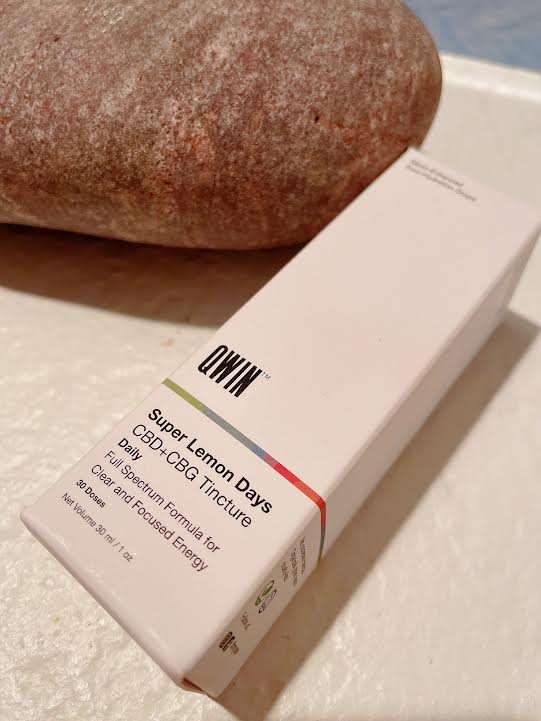 QWIN™
Super Lemon Days
CBD+CBG Tincture
Daily
Full Spectrum Formula for
Clear and Focused Energy
30 Doses
Net Volume 30 ml / 1 oz